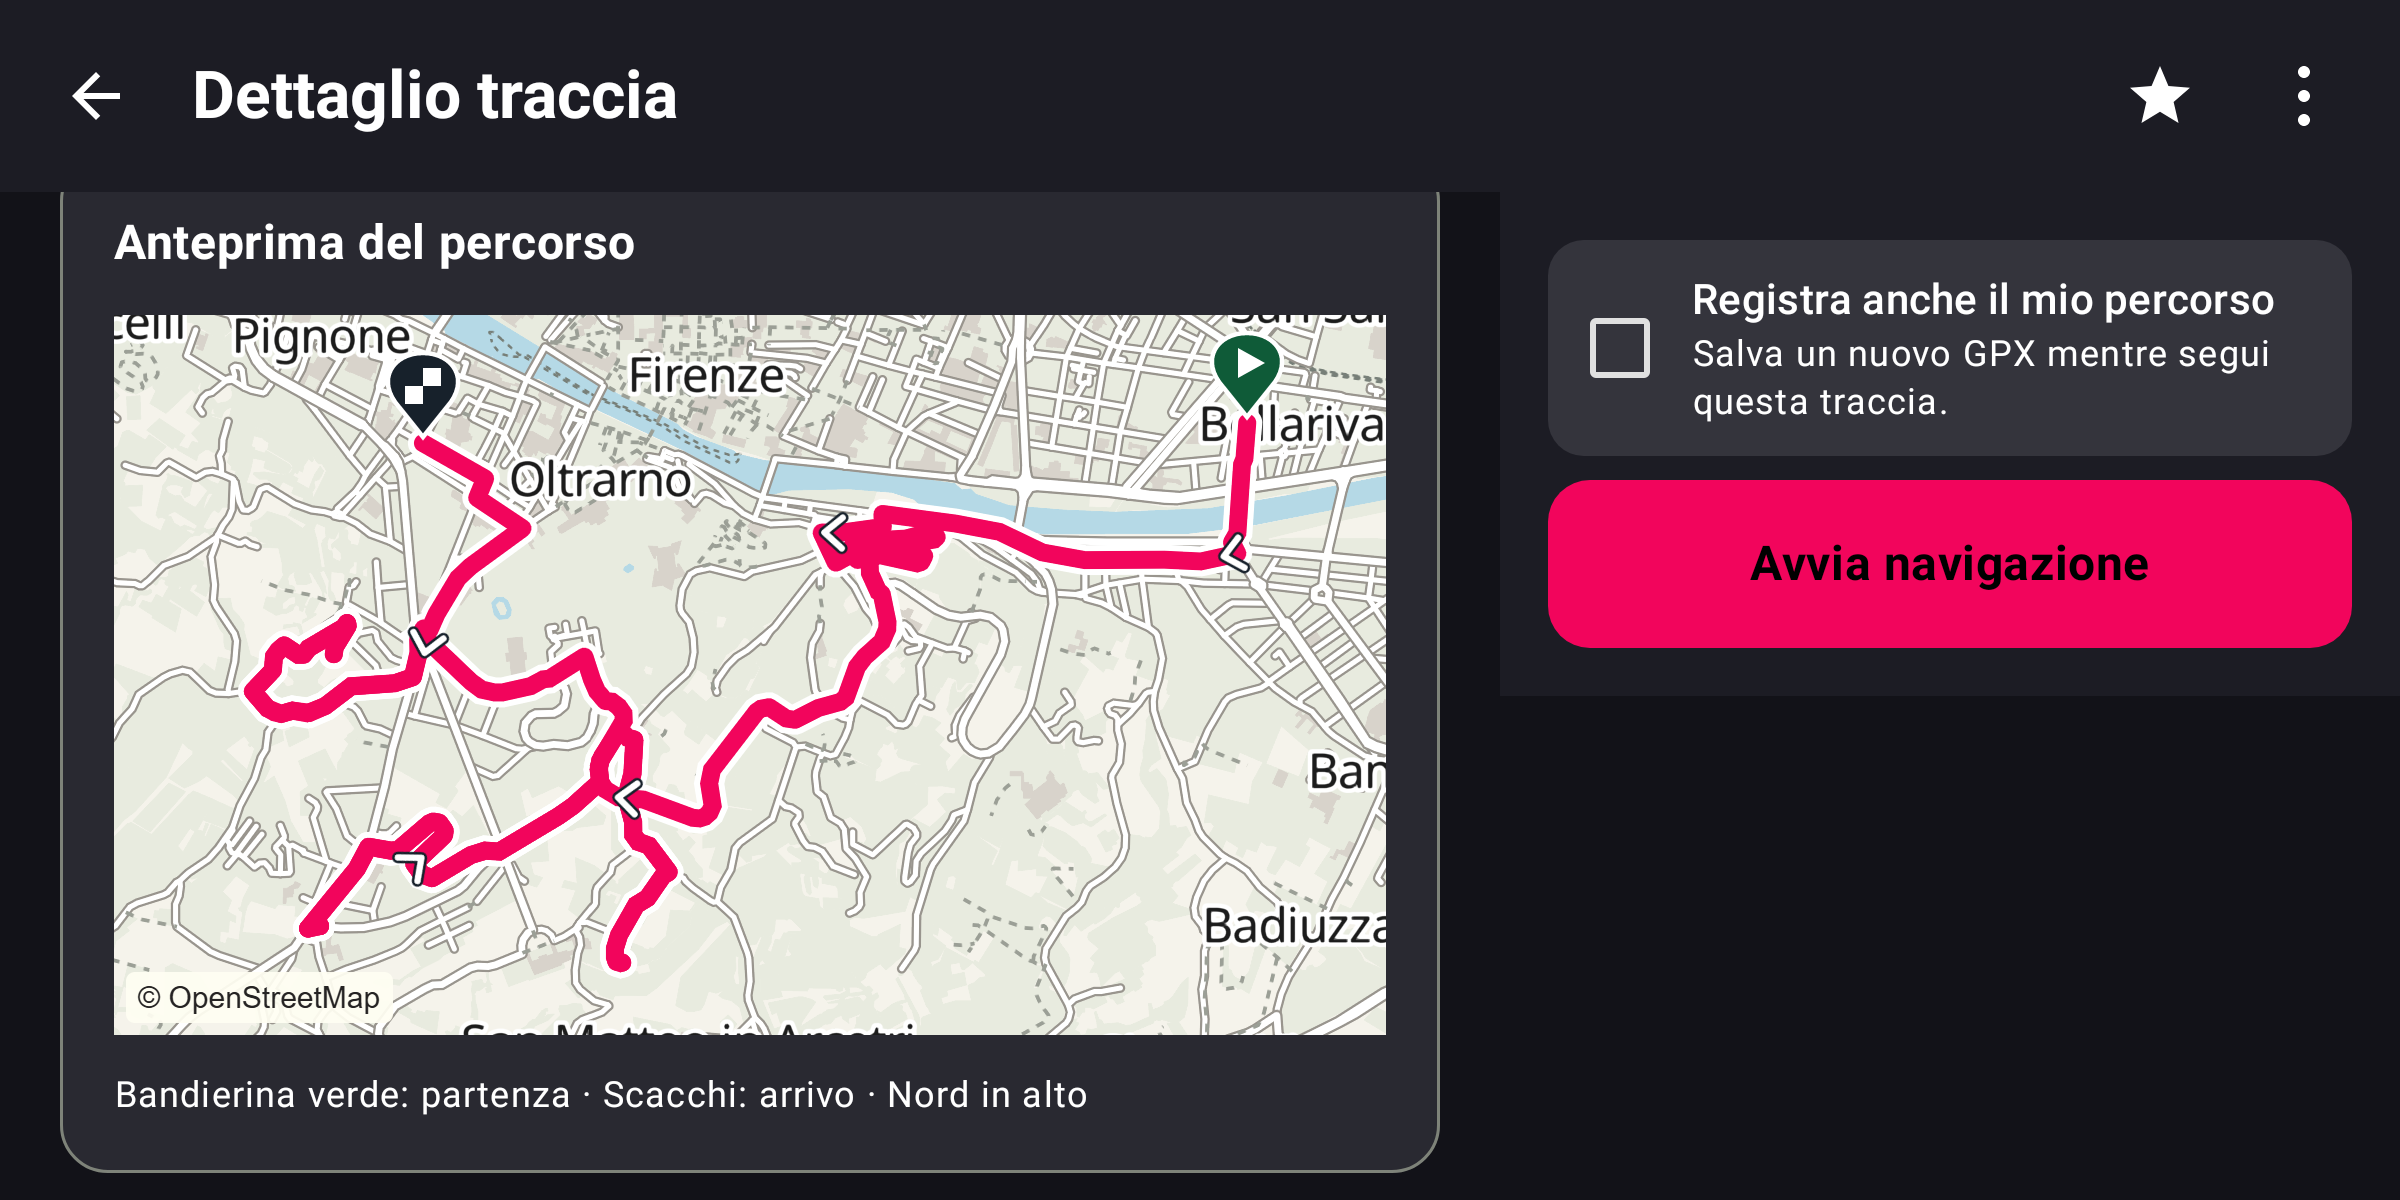 Dettaglio traccia
Anteprima del percorso
Pignone
Firenze
Oltrarno
Badiuzza
Ban
© OpenStreetMap
Bandierina verde: partenza · Scacchi: arrivo · Nord in alto
Registra anche il mio percorso
Salva un nuovo GPX mentre segui
questa traccia.
Avvia navigazione